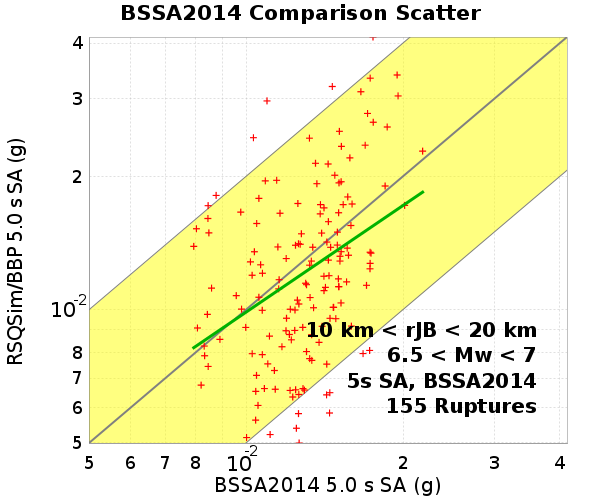 BSSA2014 Comparison Scatter
RSQSim/BBP 5.0 s SA (g)
4
3
2
10⁻²
8
7
6
5
10 km < rJB < 20 km
6.5 < Mw < 7
5s SA, BSSA2014
155 Ruptures
5 6 7 8 10⁻² 2 3 4
BSSA2014 5.0 s SA (g)